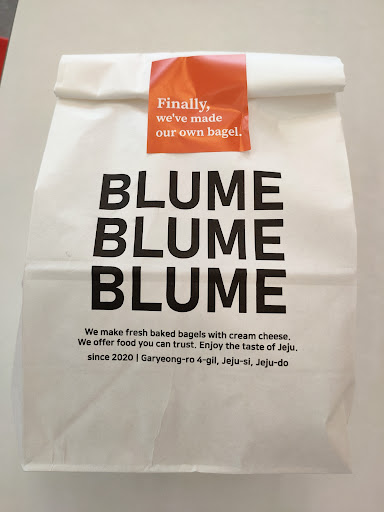 Finally,
we've made
our own bagel.
BLUME
BLUME
BLUME
We make fresh baked bagels with cream cheese.
We offer food you can trust. Enjoy the taste of Jeju.
since 2020 | Garyeong-ro 4-gil, Jeju-si, Jeju-do